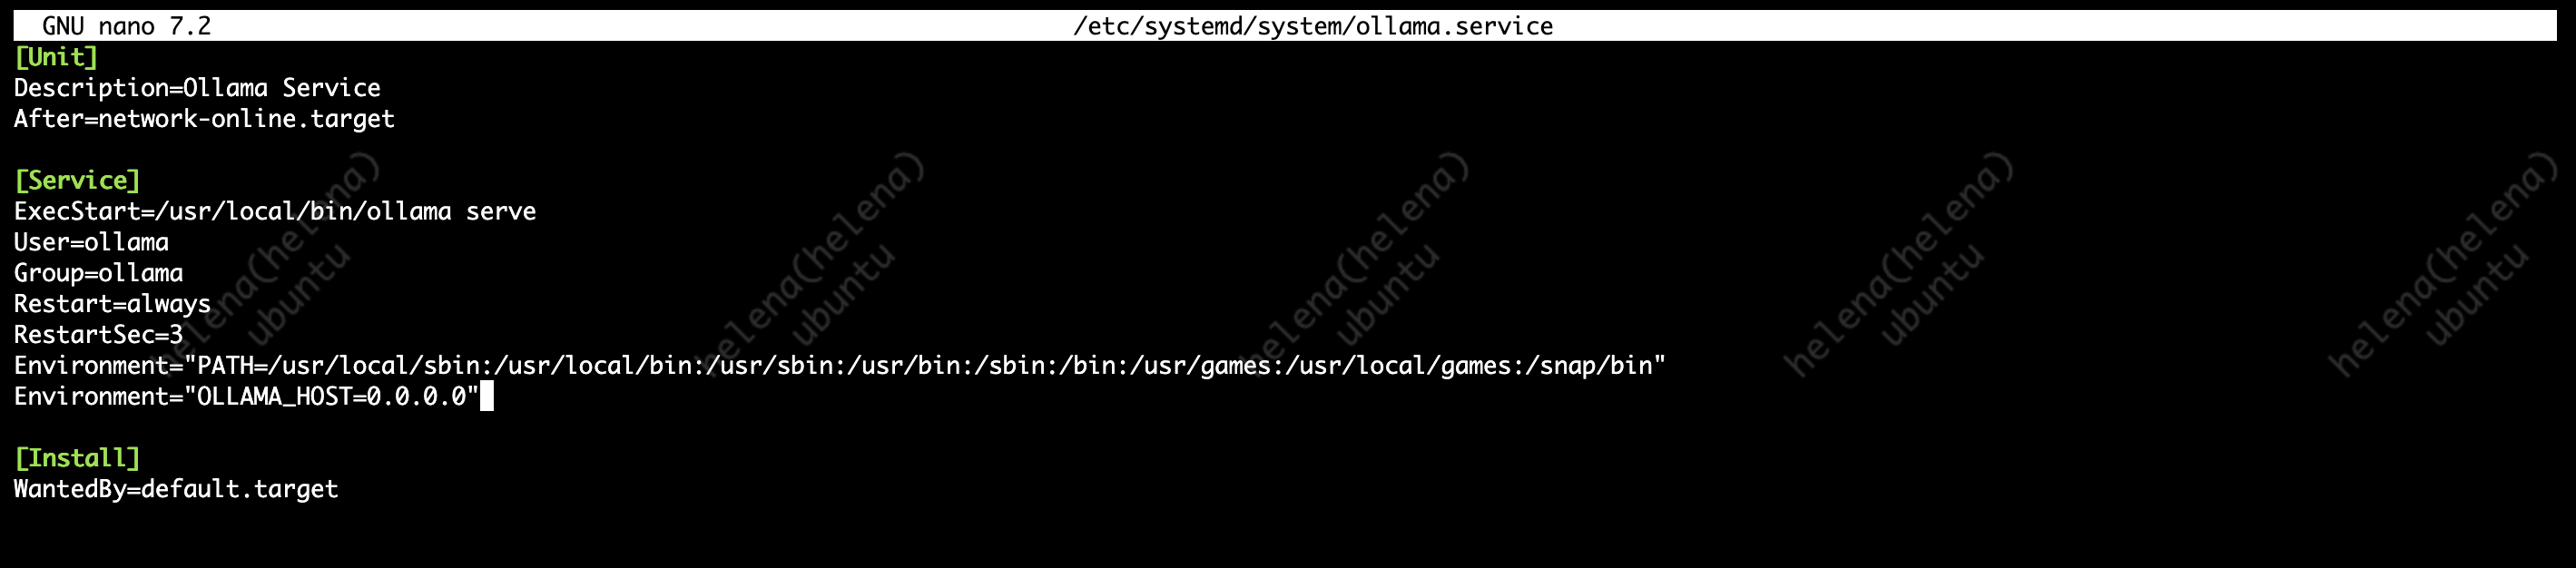 GNU nano 7.2 /etc/systemd/system/ollama.service
[Unit]
Description=Ollama Service
After=network-online.target
[Service]
ExecStart=/usr/local/bin/ollama serve
User=ollama
Group=ollama
Restart=always
RestartSec=3
Environment="PATH=/usr/local/sbin:/usr/local/bin:/usr/sbin:/usr/bin:/sbin:/bin:/usr/games:/usr/local/games:/snap/bin"
Environment="OLLAMA_HOST=0.0.0.0"
[Install]
WantedBy=default.target
helena(helena)
ubuntu
helena(helena)
ubuntu
helena(helena)
ubuntu
helena(helena)
ubuntu
helena(helena)
ubuntu